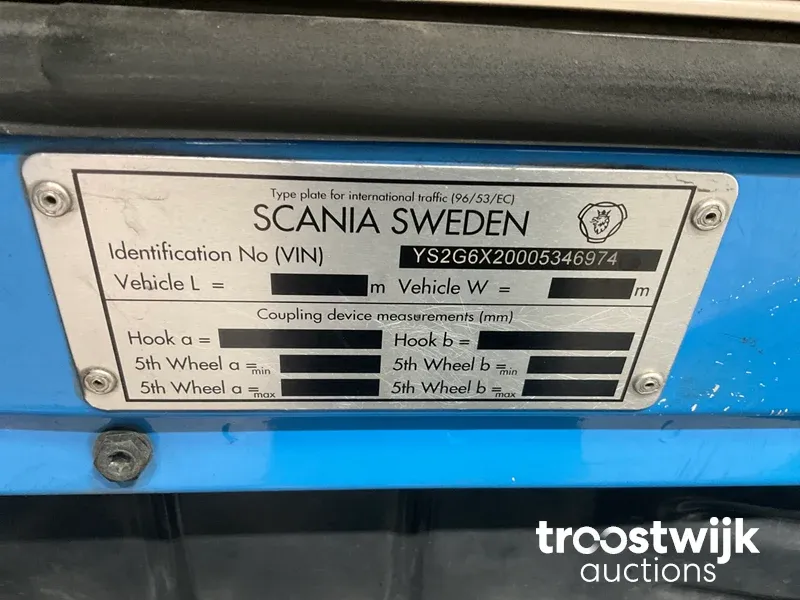 Type plate for international traffic (96/53/EC)
SCANIA SWEDEN
Identification No (VIN) YS2G6X20005346974
Vehicle L = m Vehicle W = m
Coupling device measurements (mm)
Hook a = Hook b =
5th Wheel a =min 5th Wheel b =min
5th Wheel a =max 5th Wheel b =max
troostwijk
auctions